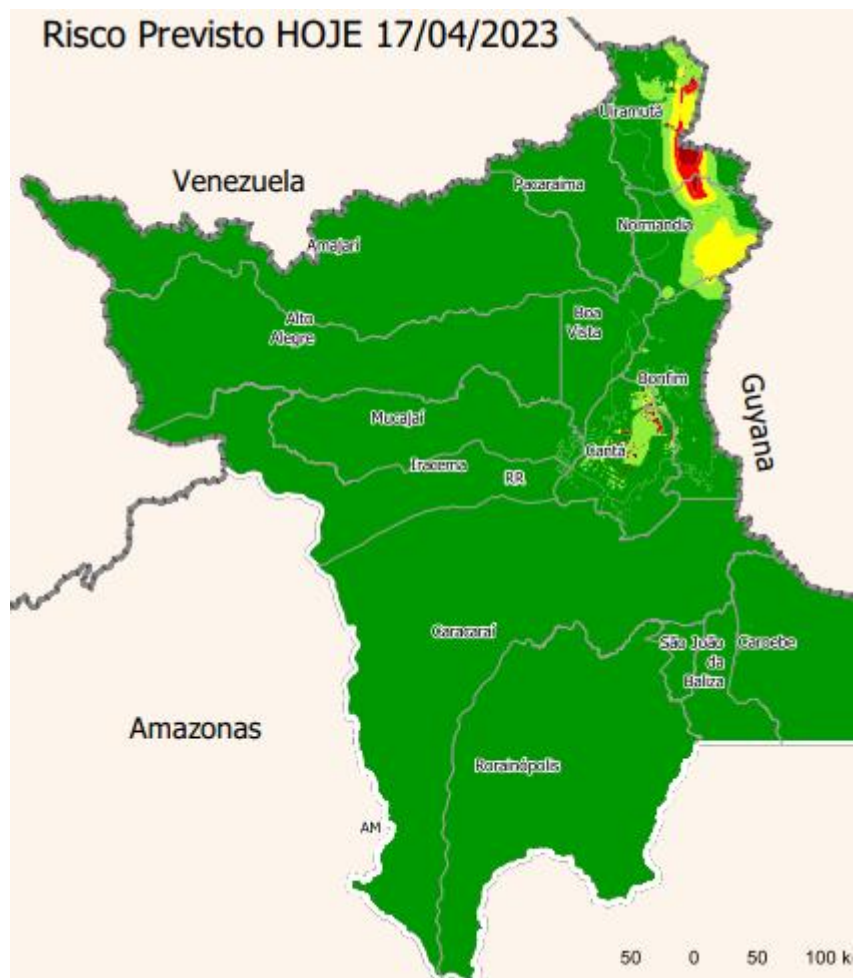 Risco Previsto HOJE 17/04/2023
Uiramutã
Venezuela
Pacaraima
Normandia
Amajari
Boa
Vista
Alto
Alegre
Bonfim
Guyana
Mucajaí
Cantá
Iracema
RR
Caracaraí
São João
da
Baliza
Caroebe
Amazonas
Rorainópolis
AM
50 0 50 100 k